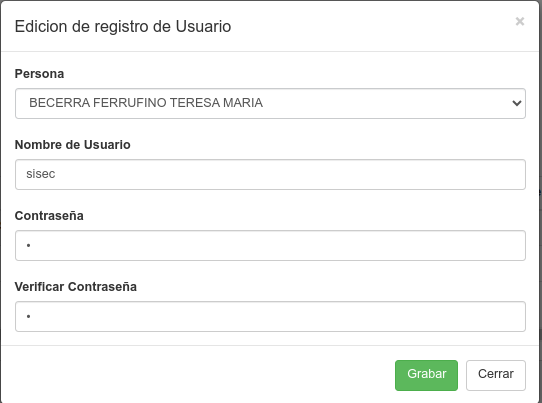 Edicion de registro de Usuario
×
Persona
BECERRA FERRUFINO TERESA MARIA
Nombre de Usuario
sisec
Contraseña
•
Verificar Contraseña
•
Grabar
Cerrar